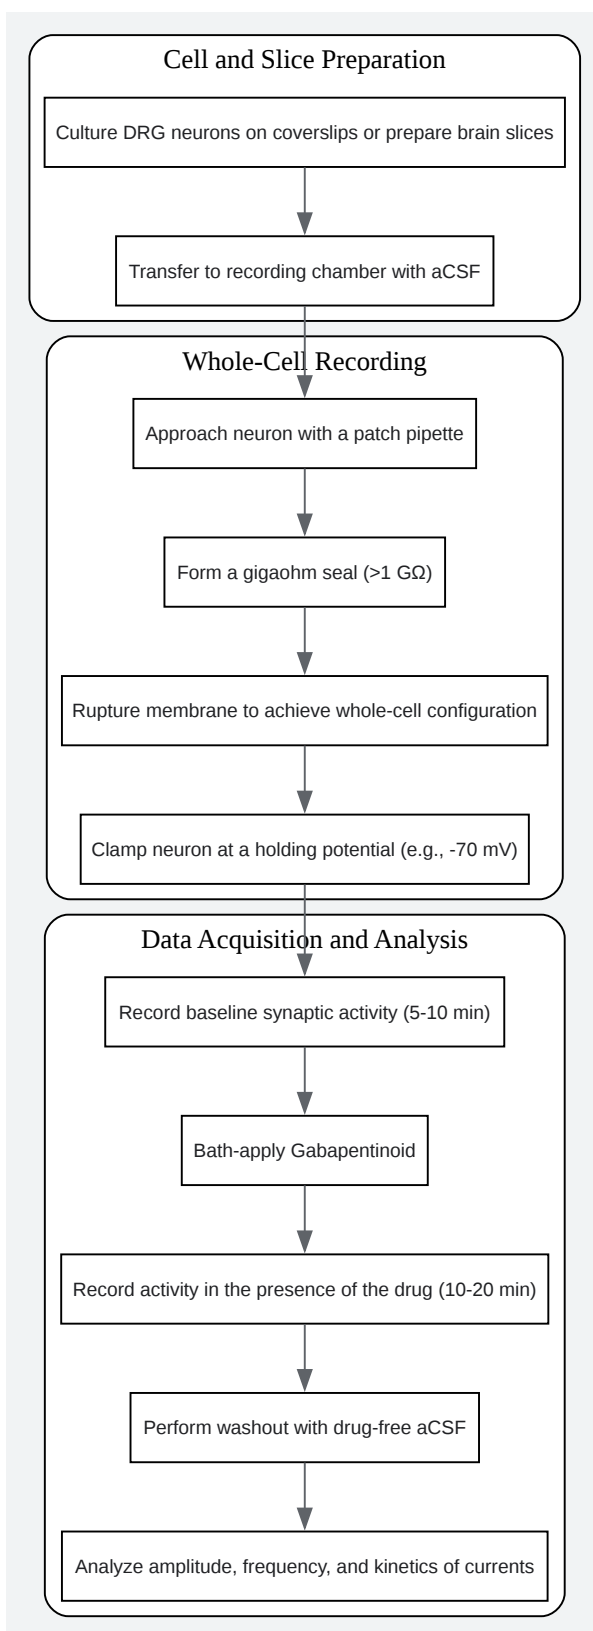 Cell and Slice Preparation
Culture DRG neurons on coverslips or prepare brain slices
Transfer to recording chamber with aCSF
Whole-Cell Recording
Approach neuron with a patch pipette
Form a gigaohm seal (>1 GΩ)
Rupture membrane to achieve whole-cell configuration
Clamp neuron at a holding potential (e.g., -70 mV)
Data Acquisition and Analysis
Record baseline synaptic activity (5-10 min)
Bath-apply Gabapentinoid
Record activity in the presence of the drug (10-20 min)
Perform washout with drug-free aCSF
Analyze amplitude, frequency, and kinetics of currents